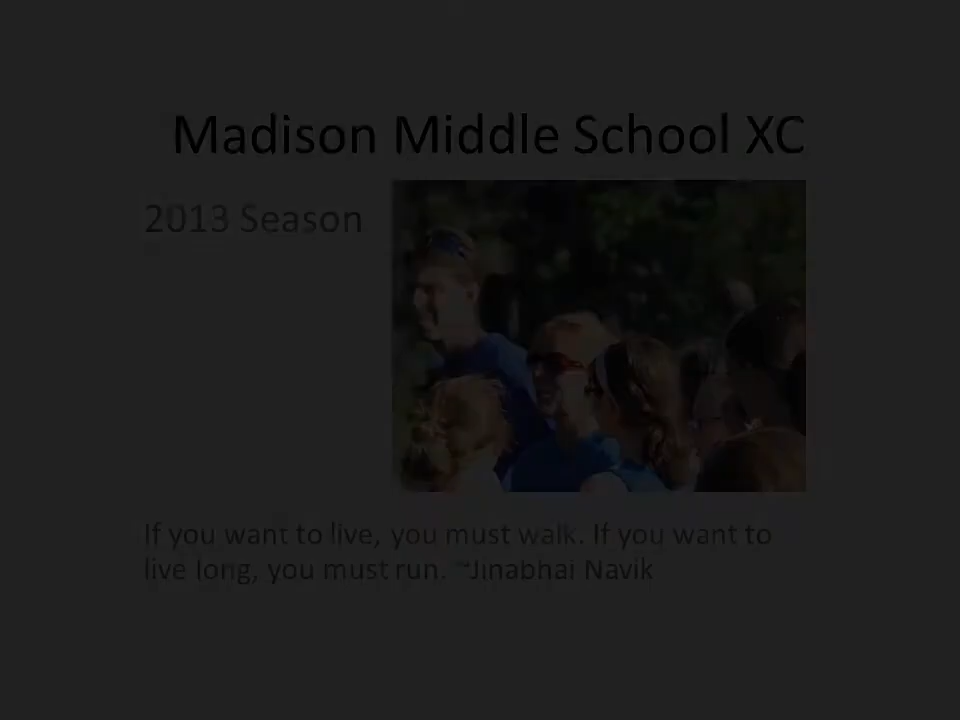 Madison Middle School XC
2013 Season
If you want to live, you must walk. If you want to
live long, you must run. ~Jinabhai Navik